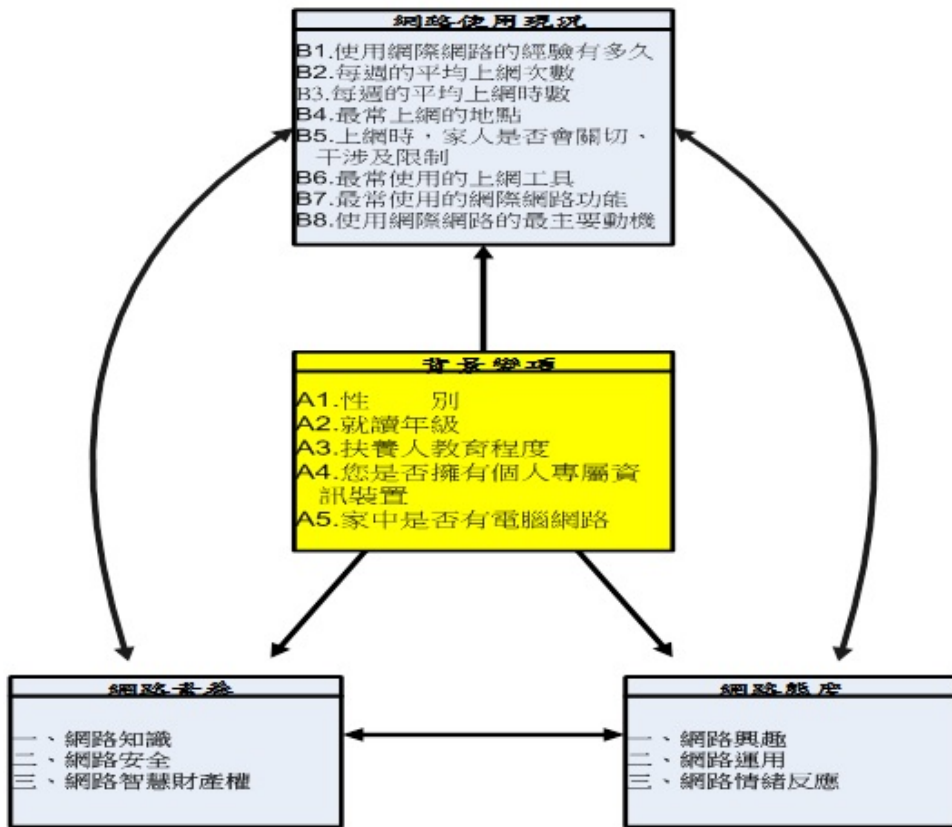 網路使用現況
B1.使用網際網路的經驗有多久
B2.每週的平均上網次數
B3.每週的平均上網時數
B4.最常上網的地點
B5.上網時，家人是否會關切、
干涉及限制
B6.最常使用的上網工具
B7.最常使用的網際網路功能
B8.使用網際網路的最主要動機
背景變項
A1.性　　別
A2.就讀年級
A3.扶養人教育程度
A4.您是否擁有個人專屬資
訊裝置
A5.家中是否有電腦網路
網路素養
一、網路知識
二、網路安全
三、網路智慧財產權
網路態度
一、網路興趣
二、網路運用
三、網路情緒反應